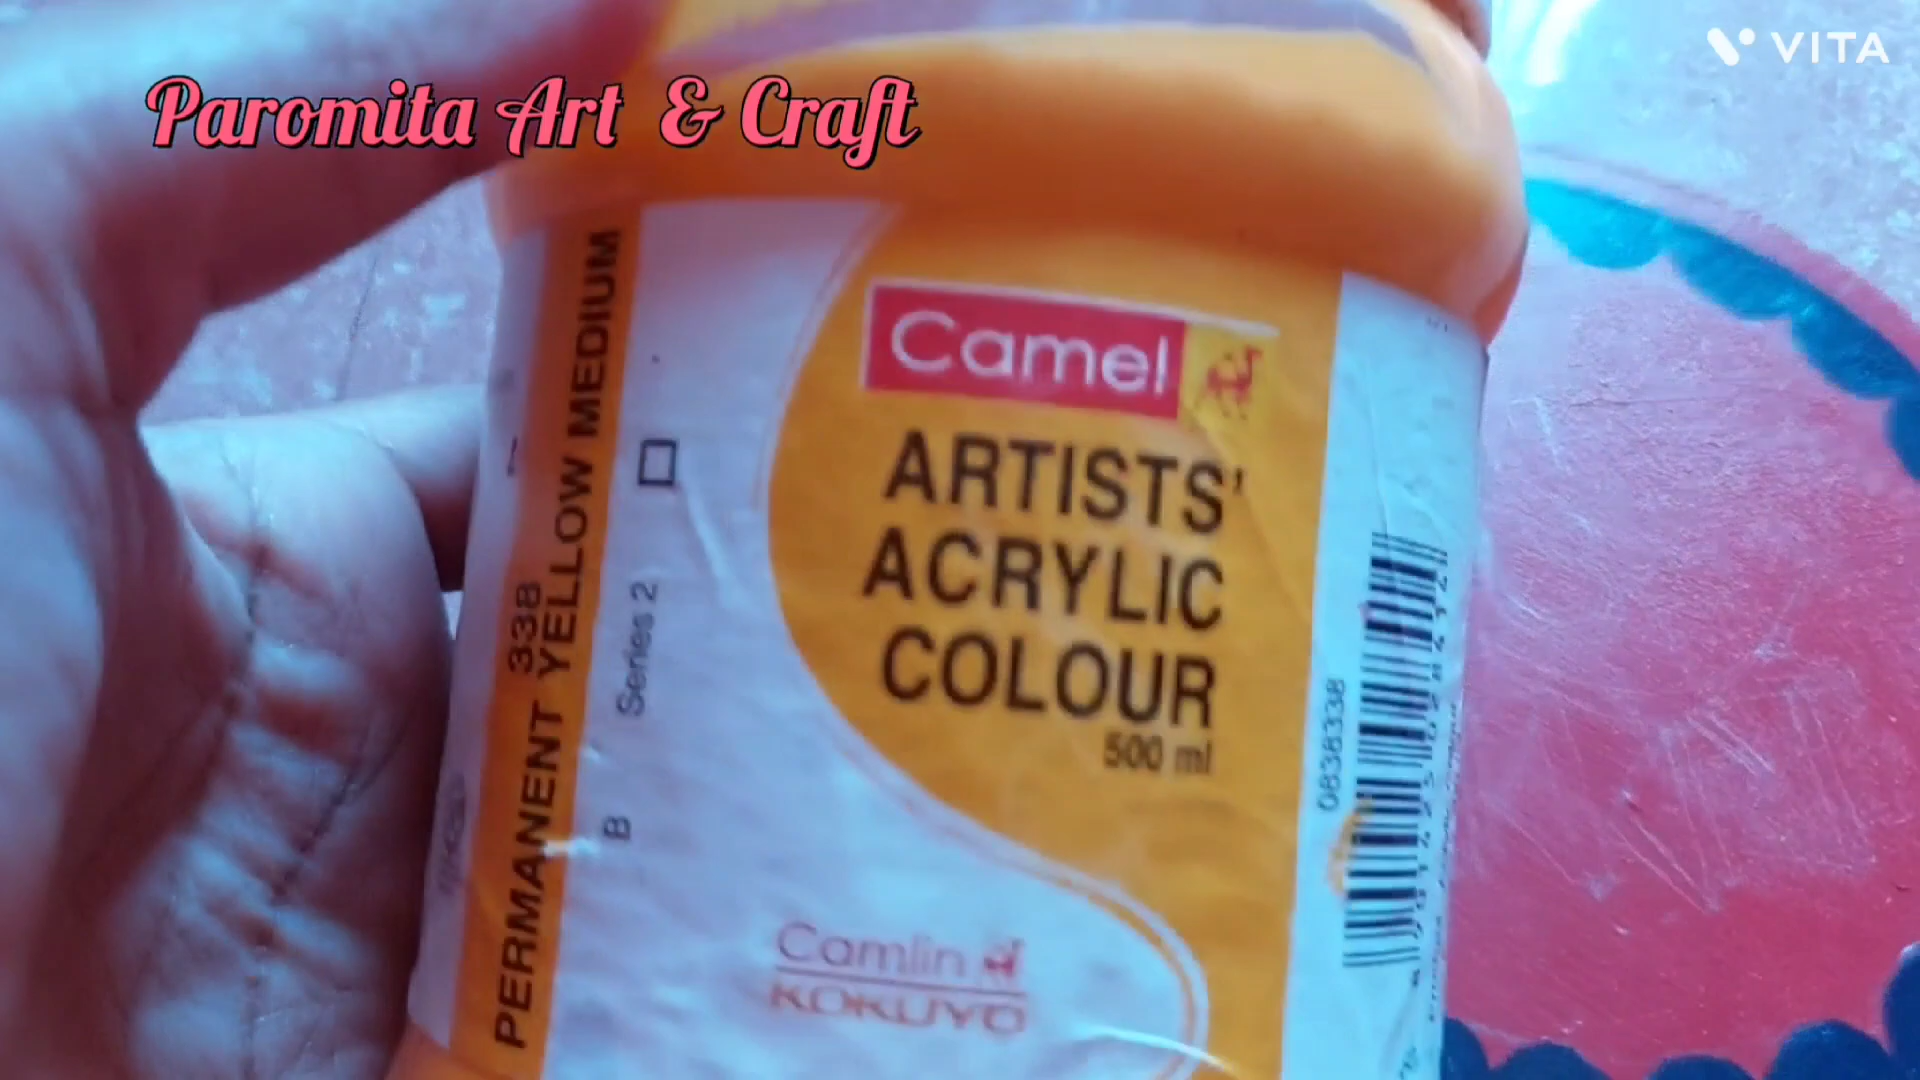 VITA
Paromita Art & Craft
Camel
ARTISTS'
ACRYLIC
COLOUR
500 ml
338
PERMANENT YELLOW MEDIUM
B
Series 2
0838338
Camlin
KOKUYO